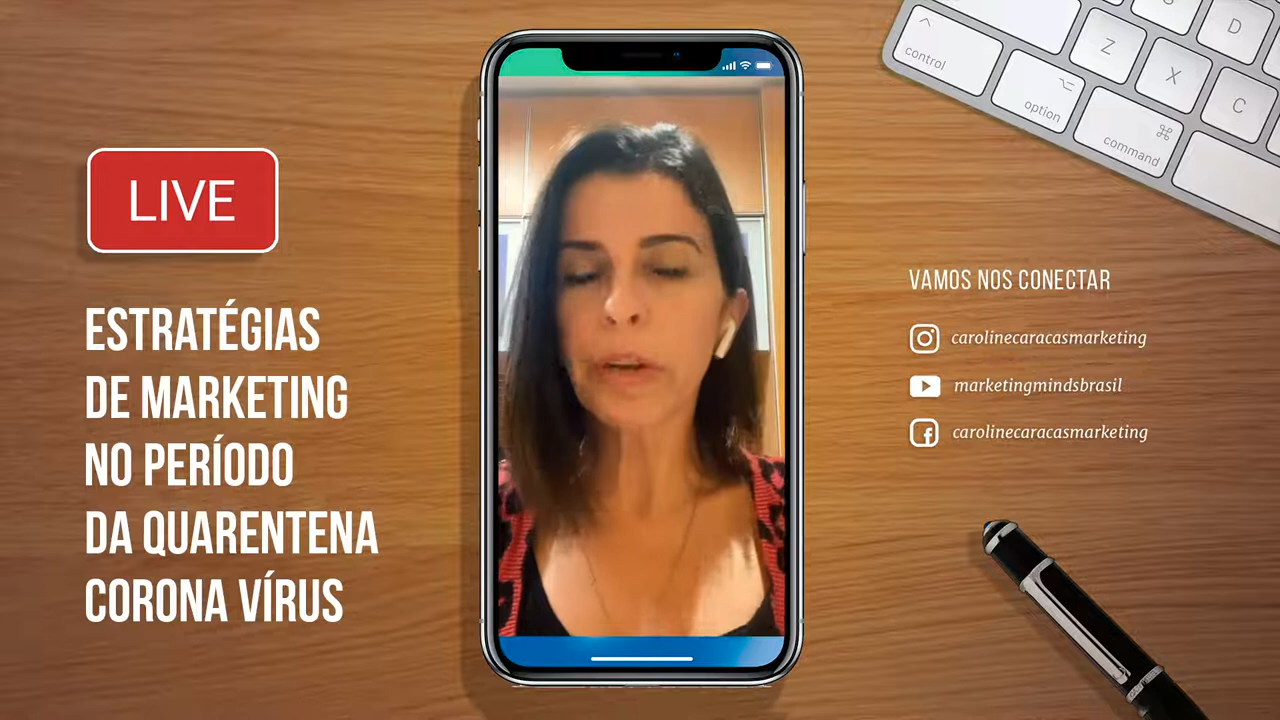 LIVE
ESTRATÉGIAS
DE MARKETING
NO PERÍODO
DA QUARENTENA
CORONA VÍRUS
VAMOS NOS CONECTAR
carolinecaracasmarketing
marketingmindsbrasil
carolinecaracasmarketing
control
option
command
Z
X
C
S
D